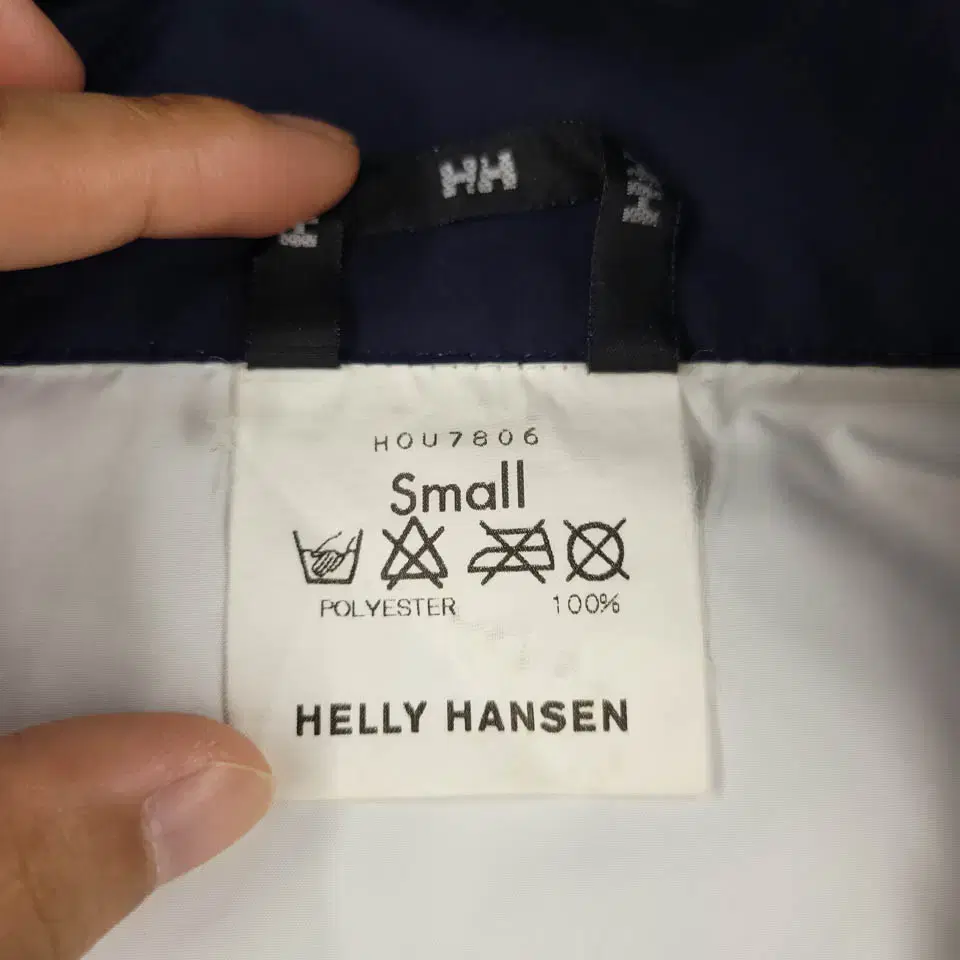 HH
HOU7806
Small
POLYESTER 100%
HELLY HANSEN